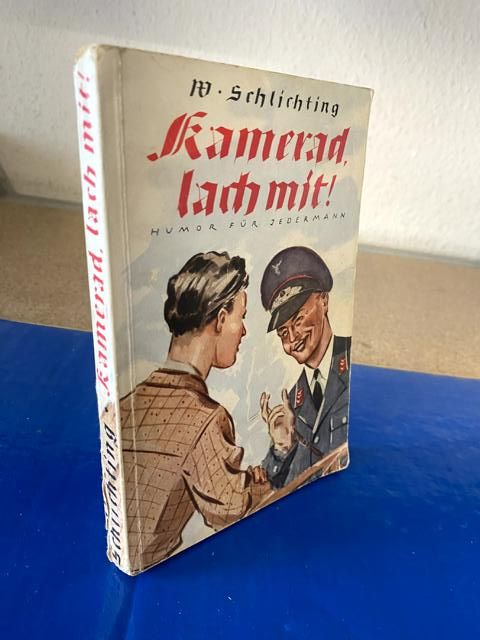 W. Schlichting
Kamerad,
lach mit!
HUMOR FÜR JEDERMANN
Schlichting Kamerad, lach mit!